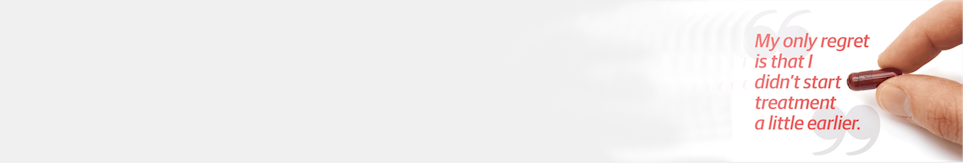 My only regret
is that I
didn't start
treatment
a little earlier.